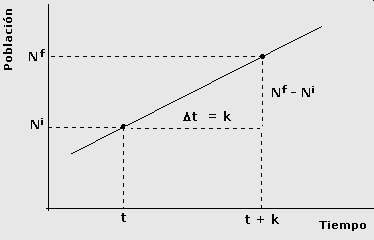 Población
Nf
Nf – Ni
Δt = k
Ni
t
t + k
Tiempo